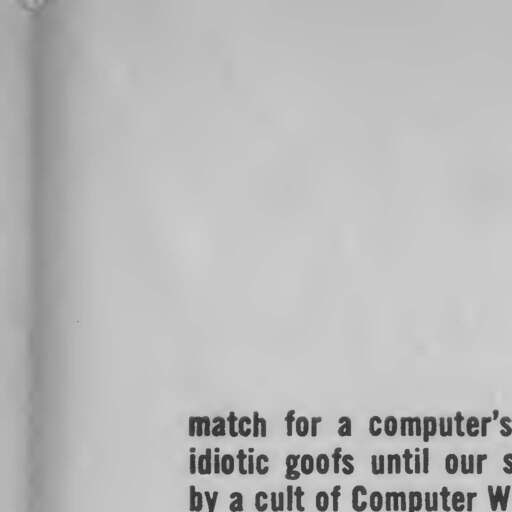 match for a computer's
idiotic goofs until our
by a cult of Computer